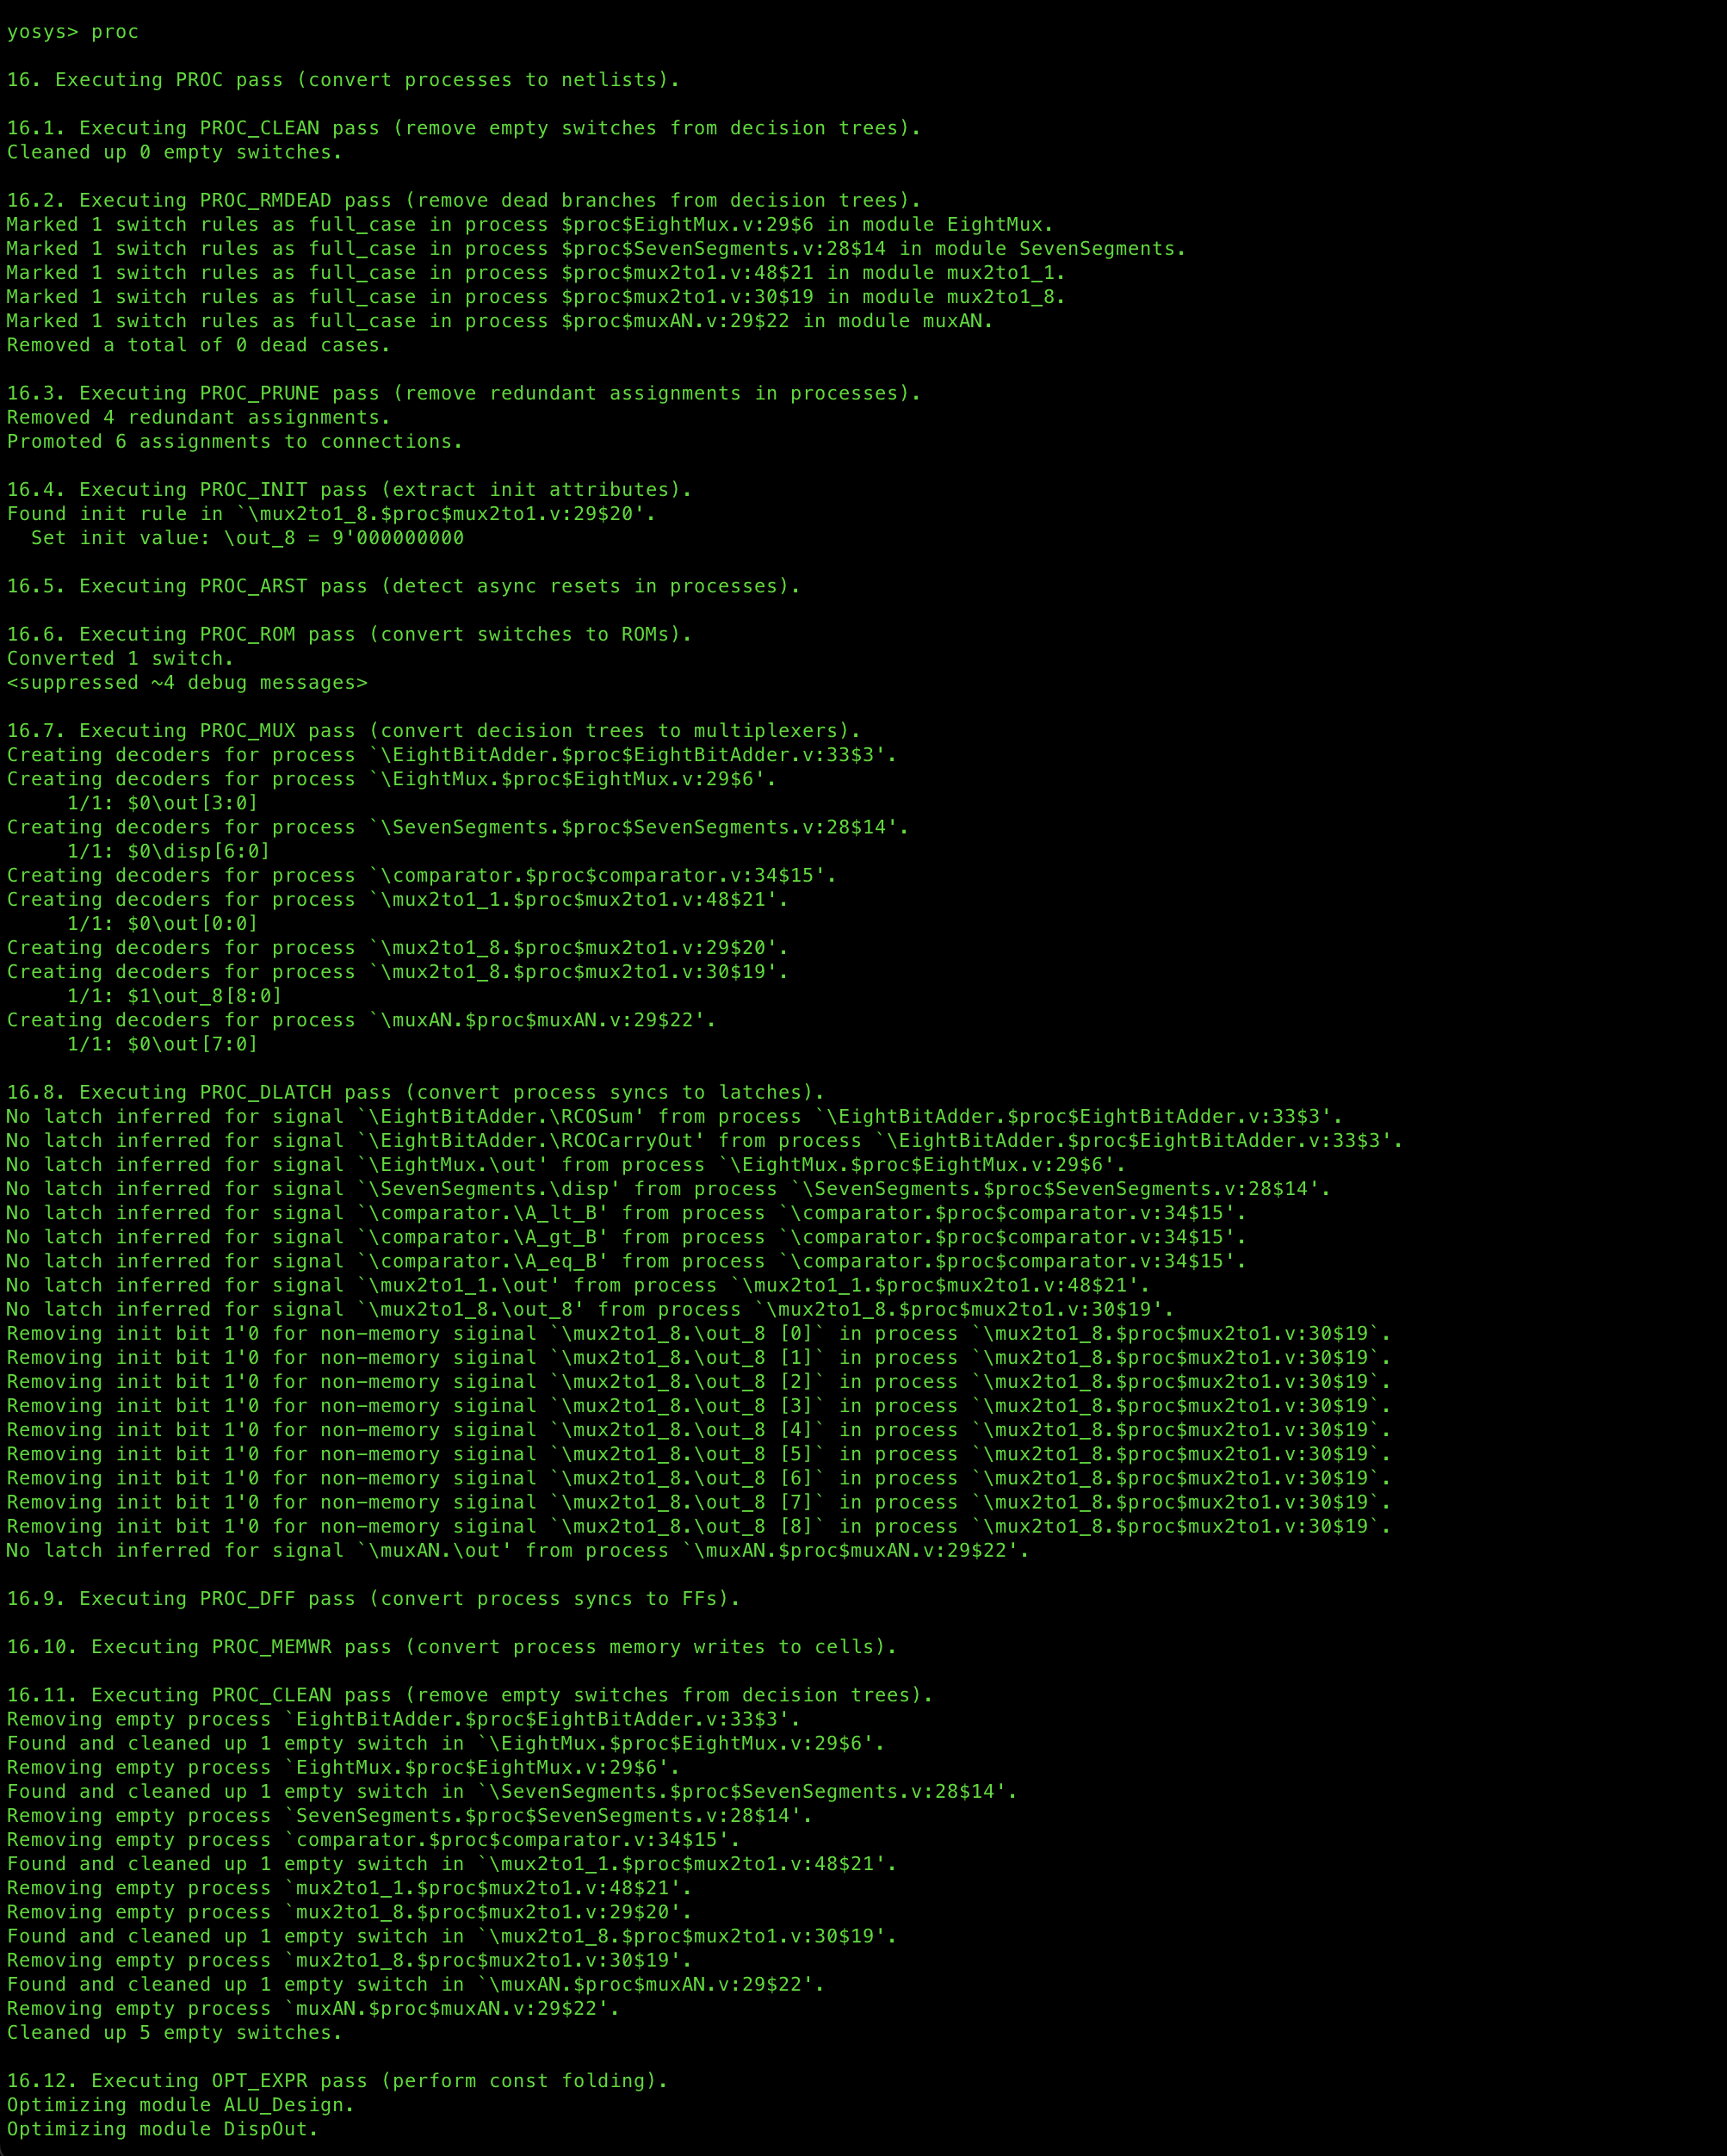 yosys> proc
16. Executing PROC pass (convert processes to netlists).
16.1. Executing PROC_CLEAN pass (remove empty switches from decision trees).
Cleaned up 0 empty switches.
16.2. Executing PROC_RMDEAD pass (remove dead branches from decision trees).
Marked 1 switch rules as full_case in process $proc$EightMux.v:29$6 in module EightMux.
Marked 1 switch rules as full_case in process $proc$SevenSegments.v:28$14 in module SevenSegments.
Marked 1 switch rules as full_case in process $proc$mux2to1.v:48$21 in module mux2to1_1.
Marked 1 switch rules as full_case in process $proc$mux2to1.v:30$19 in module mux2to1_8.
Marked 1 switch rules as full_case in process $proc$muxAN.v:29$22 in module muxAN.
Removed a total of 0 dead cases.
16.3. Executing PROC_PRUNE pass (remove redundant assignments in processes).
Removed 4 redundant assignments.
Promoted 6 assignments to connections.
16.4. Executing PROC_INIT pass (extract init attributes).
Found init rule in `\mux2to1_8.$proc$mux2to1.v:29$20'.
  Set init value: \out_8 = 9'000000000
16.5. Executing PROC_ARST pass (detect async resets in processes).
16.6. Executing PROC_ROM pass (convert switches to ROMs).
Converted 1 switch.
<suppressed ~4 debug messages>
16.7. Executing PROC_MUX pass (convert decision trees to multiplexers).
Creating decoders for process `\EightBitAdder.$proc$EightBitAdder.v:33$3'.
Creating decoders for process `\EightMux.$proc$EightMux.v:29$6'.
     1/1: $0\out[3:0]
Creating decoders for process `\SevenSegments.$proc$SevenSegments.v:28$14'.
     1/1: $0\disp[6:0]
Creating decoders for process `\comparator.$proc$comparator.v:34$15'.
Creating decoders for process `\mux2to1_1.$proc$mux2to1.v:48$21'.
     1/1: $0\out[0:0]
Creating decoders for process `\mux2to1_8.$proc$mux2to1.v:29$20'.
Creating decoders for process `\mux2to1_8.$proc$mux2to1.v:30$19'.
     1/1: $1\out_8[8:0]
Creating decoders for process `\muxAN.$proc$muxAN.v:29$22'.
     1/1: $0\out[7:0]
16.8. Executing PROC_DLATCH pass (convert process syncs to latches).
No latch inferred for signal `\EightBitAdder.\RCOSum' from process `\EightBitAdder.$proc$EightBitAdder.v:33$3'.
No latch inferred for signal `\EightBitAdder.\RCOCarryOut' from process `\EightBitAdder.$proc$EightBitAdder.v:33$3'.
No latch inferred for signal `\EightMux.\out' from process `\EightMux.$proc$EightMux.v:29$6'.
No latch inferred for signal `\SevenSegments.\disp' from process `\SevenSegments.$proc$SevenSegments.v:28$14'.
No latch inferred for signal `\comparator.\A_lt_B' from process `\comparator.$proc$comparator.v:34$15'.
No latch inferred for signal `\comparator.\A_gt_B' from process `\comparator.$proc$comparator.v:34$15'.
No latch inferred for signal `\comparator.\A_eq_B' from process `\comparator.$proc$comparator.v:34$15'.
No latch inferred for signal `\mux2to1_1.\out' from process `\mux2to1_1.$proc$mux2to1.v:48$21'.
No latch inferred for signal `\mux2to1_8.\out_8' from process `\mux2to1_8.$proc$mux2to1.v:30$19'.
Removing init bit 1'0 for non-memory siginal `\mux2to1_8.\out_8 [0]` in process `\mux2to1_8.$proc$mux2to1.v:30$19`.
Removing init bit 1'0 for non-memory siginal `\mux2to1_8.\out_8 [1]` in process `\mux2to1_8.$proc$mux2to1.v:30$19`.
Removing init bit 1'0 for non-memory siginal `\mux2to1_8.\out_8 [2]` in process `\mux2to1_8.$proc$mux2to1.v:30$19`.
Removing init bit 1'0 for non-memory siginal `\mux2to1_8.\out_8 [3]` in process `\mux2to1_8.$proc$mux2to1.v:30$19`.
Removing init bit 1'0 for non-memory siginal `\mux2to1_8.\out_8 [4]` in process `\mux2to1_8.$proc$mux2to1.v:30$19`.
Removing init bit 1'0 for non-memory siginal `\mux2to1_8.\out_8 [5]` in process `\mux2to1_8.$proc$mux2to1.v:30$19`.
Removing init bit 1'0 for non-memory siginal `\mux2to1_8.\out_8 [6]` in process `\mux2to1_8.$proc$mux2to1.v:30$19`.
Removing init bit 1'0 for non-memory siginal `\mux2to1_8.\out_8 [7]` in process `\mux2to1_8.$proc$mux2to1.v:30$19`.
Removing init bit 1'0 for non-memory siginal `\mux2to1_8.\out_8 [8]` in process `\mux2to1_8.$proc$mux2to1.v:30$19`.
No latch inferred for signal `\muxAN.\out' from process `\muxAN.$proc$muxAN.v:29$22'.
16.9. Executing PROC_DFF pass (convert process syncs to FFs).
16.10. Executing PROC_MEMWR pass (convert process memory writes to cells).
16.11. Executing PROC_CLEAN pass (remove empty switches from decision trees).
Removing empty process `EightBitAdder.$proc$EightBitAdder.v:33$3'.
Found and cleaned up 1 empty switch in `\EightMux.$proc$EightMux.v:29$6'.
Removing empty process `EightMux.$proc$EightMux.v:29$6'.
Found and cleaned up 1 empty switch in `\SevenSegments.$proc$SevenSegments.v:28$14'.
Removing empty process `SevenSegments.$proc$SevenSegments.v:28$14'.
Removing empty process `comparator.$proc$comparator.v:34$15'.
Found and cleaned up 1 empty switch in `\mux2to1_1.$proc$mux2to1.v:48$21'.
Removing empty process `mux2to1_1.$proc$mux2to1.v:48$21'.
Removing empty process `mux2to1_8.$proc$mux2to1.v:29$20'.
Found and cleaned up 1 empty switch in `\mux2to1_8.$proc$mux2to1.v:30$19'.
Removing empty process `mux2to1_8.$proc$mux2to1.v:30$19'.
Found and cleaned up 1 empty switch in `\muxAN.$proc$muxAN.v:29$22'.
Removing empty process `muxAN.$proc$muxAN.v:29$22'.
Cleaned up 5 empty switches.
16.12. Executing OPT_EXPR pass (perform const folding).
Optimizing module ALU_Design.
Optimizing module DispOut.